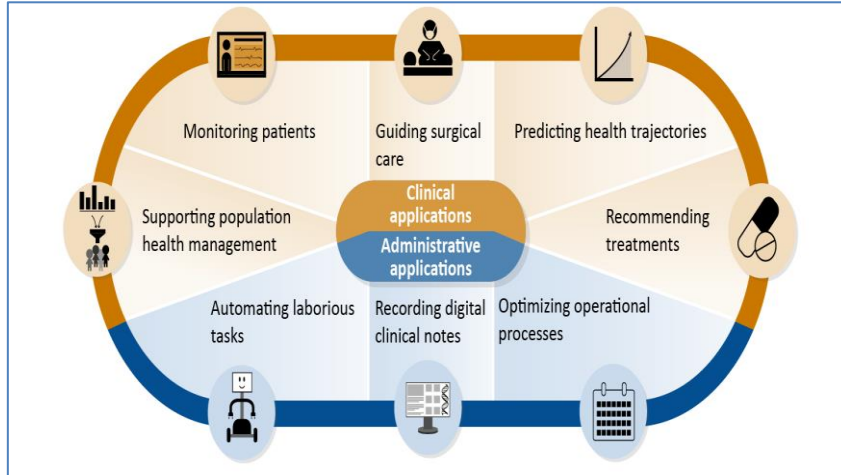 Monitoring patients
Guiding surgical
care
Predicting health trajectories
Clinical
applications
Supporting population
health management
Recommending
treatments
Administrative
applications
Automating laborious
tasks
Recording digital
clinical notes
Optimizing operational
processes